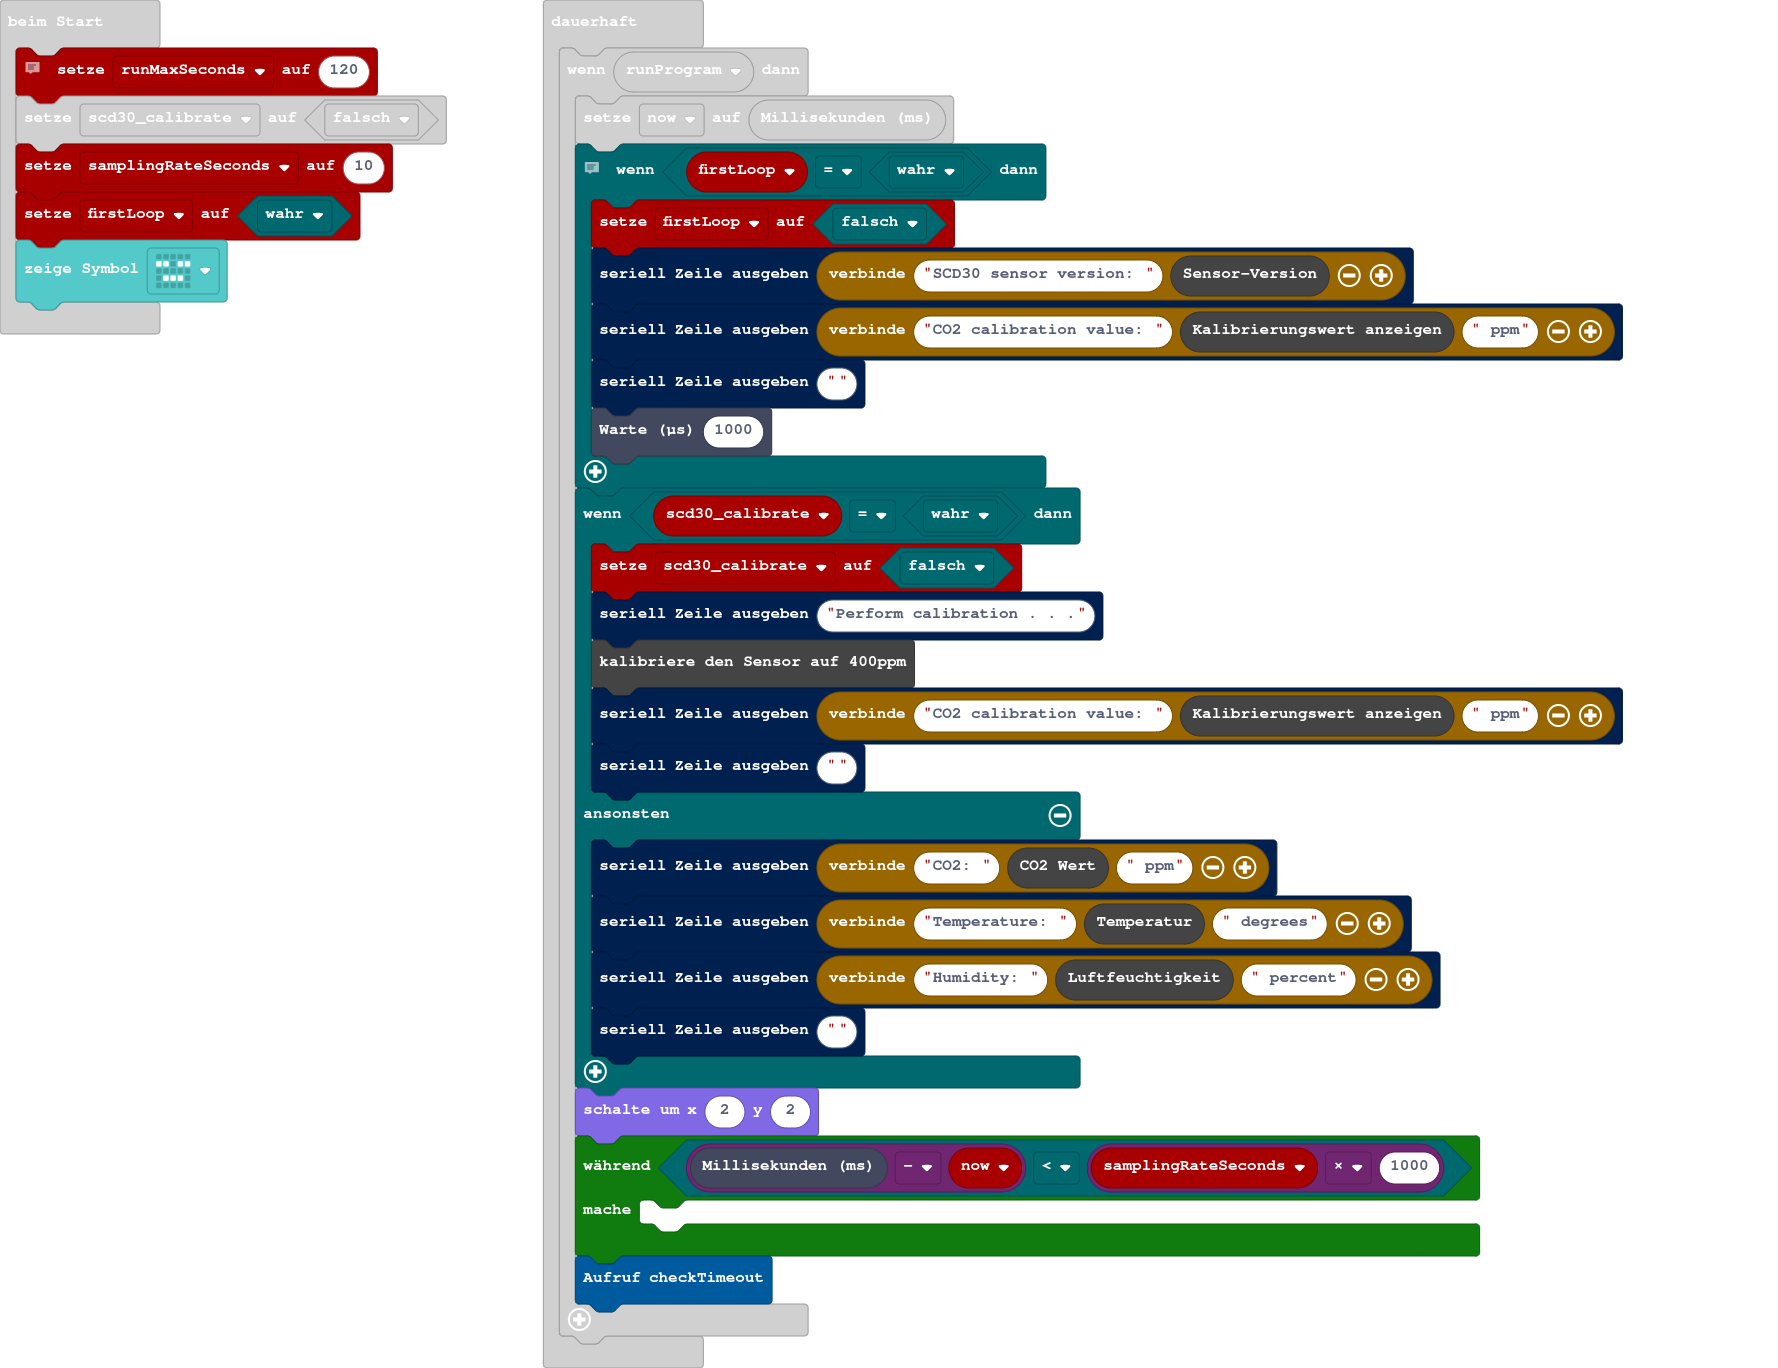 beim Start
setze runMaxSeconds auf 120
setze scd30_calibrate auf falsch
setze samplingRateSeconds auf 10
setze firstLoop auf wahr
zeige Symbol
dauerhaft
wenn runProgram dann
setze now auf Millisekunden (ms)
wenn firstLoop = wahr dann
setze firstLoop auf falsch
seriell Zeile ausgeben verbinde "SCD30 sensor version: " Sensor-Version
seriell Zeile ausgeben verbinde "CO2 calibration value: " Kalibrierungswert anzeigen " ppm"
seriell Zeile ausgeben ""
Warte (µs) 1000
wenn scd30_calibrate = wahr dann
setze scd30_calibrate auf falsch
seriell Zeile ausgeben "Perform calibration . . ."
kalibriere den Sensor auf 400ppm
seriell Zeile ausgeben verbinde "CO2 calibration value: " Kalibrierungswert anzeigen " ppm"
seriell Zeile ausgeben ""
ansonsten
seriell Zeile ausgeben verbinde "CO2: " CO2 Wert " ppm"
seriell Zeile ausgeben verbinde "Temperature: " Temperatur " degrees"
seriell Zeile ausgeben verbinde "Humidity: " Luftfeuchtigkeit " percent"
seriell Zeile ausgeben ""
schalte um x 2 y 2
während Millisekunden (ms) - now < samplingRateSeconds × 1000
mache
Aufruf checkTimeout